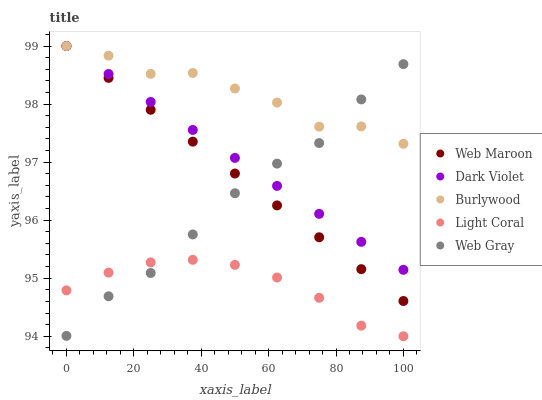 title
99
98
97
96
95
94
yaxis_label
0
20
40
60
80
100
xaxis_label
Web Maroon
Dark Violet
Burlywood
Light Coral
Web Gray